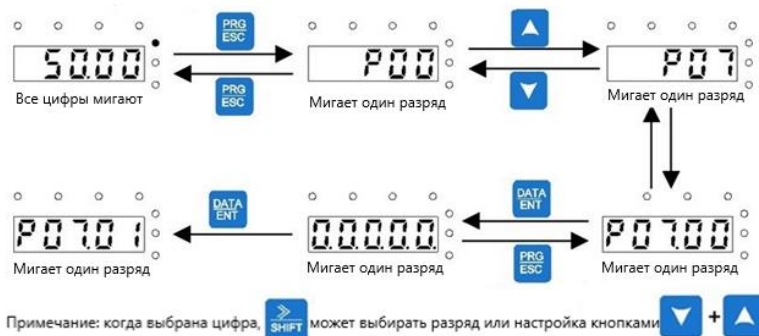 PRG
ESC
50.00
P00
P07
PRG
ESC
Все цифры мигают
Мигает один разряд
Мигает один разряд
DATA
ENT
DATA
ENT
P07.01
0.0.0.0.0.
P07.00
PRG
ESC
Мигает один разряд
Мигает один разряд
Мигает один разряд
Примечание: когда выбрана цифра, >> SHIFT может выбирать разряд или настройка кнопками +